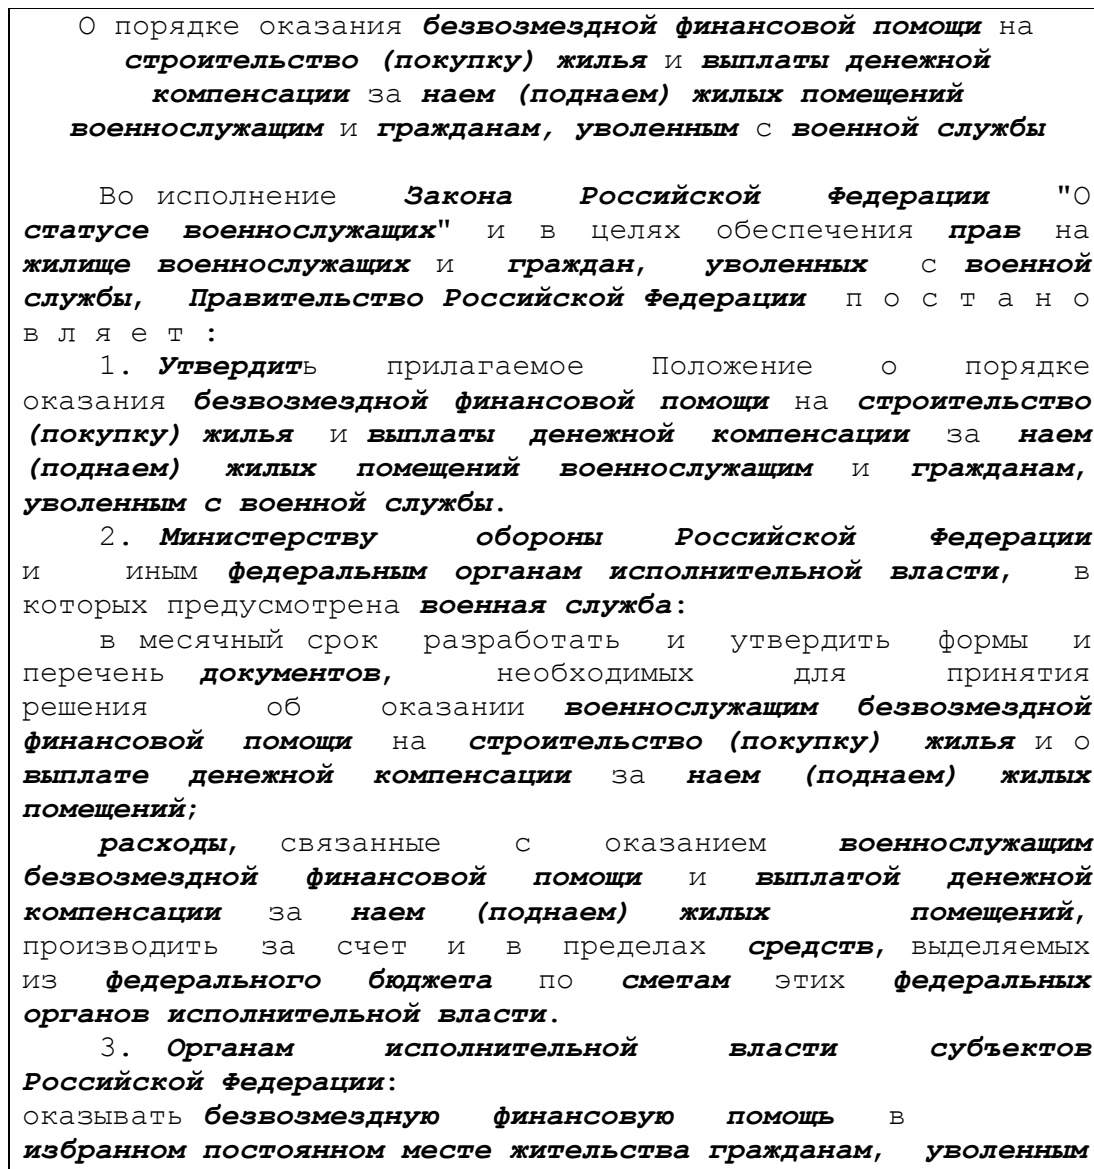 О порядке оказания безвозмездной финансовой помощи на
строительство (покупку) жилья и выплаты денежной
компенсации за наем (поднаем) жилых помещений
военнослужащим и гражданам, уволенным с военной службы
Во исполнение Закона Российской Федерации "О
статусе военнослужащих" и в целях обеспечения прав на
жилище военнослужащих и граждан, уволенных с военной
службы, Правительство Российской Федерации п о с т а н о
в л я е т :
1. Утвердить прилагаемое Положение о порядке
оказания безвозмездной финансовой помощи на строительство
(покупку) жилья и выплаты денежной компенсации за наем
(поднаем) жилых помещений военнослужащим и гражданам,
уволенным с военной службы.
2. Министерству обороны Российской Федерации
и иным федеральным органам исполнительной власти, в
которых предусмотрена военная служба:
в месячный срок разработать и утвердить формы и
перечень документов, необходимых для принятия
решения об оказании военнослужащим безвозмездной
финансовой помощи на строительство (покупку) жилья и о
выплате денежной компенсации за наем (поднаем) жилых
помещений;
расходы, связанные с оказанием военнослужащим
безвозмездной финансовой помощи и выплатой денежной
компенсации за наем (поднаем) жилых помещений,
производить за счет и в пределах средств, выделяемых
из федерального бюджета по сметам этих федеральных
органов исполнительной власти.
3. Органам исполнительной власти субъектов
Российской Федерации:
оказывать безвозмездную финансовую помощь в
избранном постоянном месте жительства гражданам, уволенным